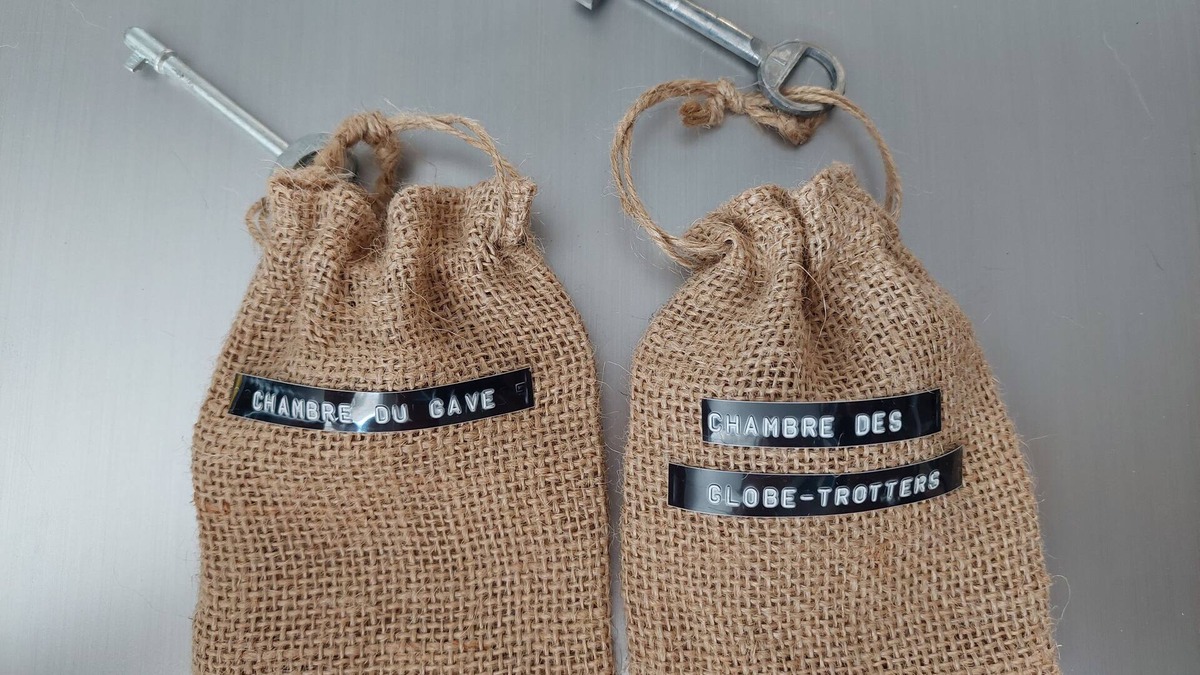 CHAMBRE DU GAVE
CHAMBRE DES
GLOBE-TROTTERS